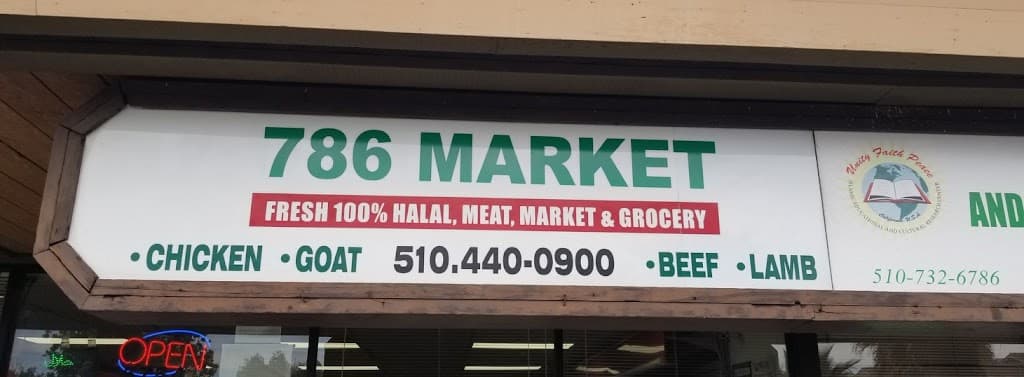 786 MARKET
FRESH 100% HALAL, MEAT, MARKET & GROCERY
•CHICKEN •GOAT 510.440-0900 •BEEF •LAMB
Unity Faith Peace
AND
510-732-6786
OPEN